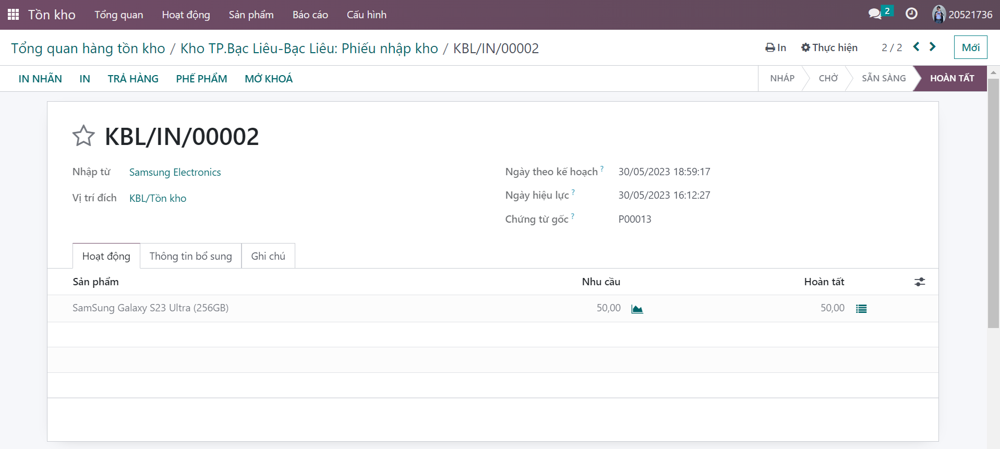 Tồn kho Tổng quan Hoạt động Sản phẩm Báo cáo Cấu hình 2 20521736
Tổng quan hàng tồn kho / Kho TP.Bạc Liêu-Bạc Liêu: Phiếu nhập kho / KBL/IN/00002 In Thực hiện 2 / 2 Mới
IN NHÃN IN TRẢ HÀNG PHẾ PHẨM MỞ KHOÁ NHÁP CHỜ SẴN SÀNG HOÀN TẤT
KBL/IN/00002
Nhập từ Samsung Electronics Ngày theo kế hoạch ? 30/05/2023 18:59:17
Vị trí đích KBL/Tồn kho Ngày hiệu lực ? 30/05/2023 16:12:27
Chứng từ gốc ? P00013
Hoạt động Thông tin bổ sung Ghi chú
Sản phẩm Nhu cầu Hoàn tất
SamSung Galaxy S23 Ultra (256GB) 50,00 50,00